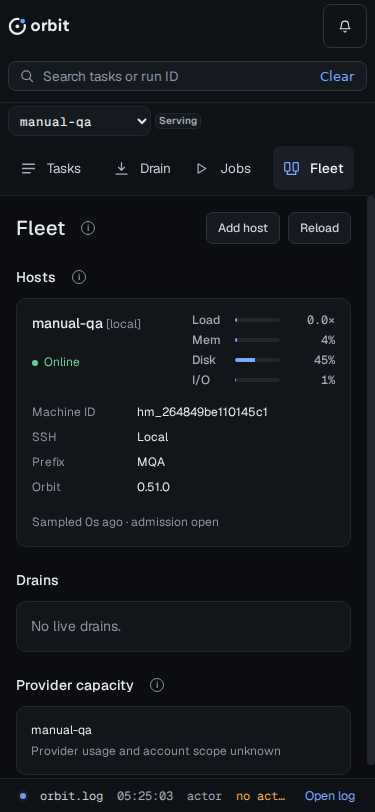 orbit
Search tasks or run ID Clear
manual-qa Serving
Tasks Drain Jobs Fleet
Fleet Add host Reload
Hosts
manual-qa [local]
Load 0.0×
Mem 4%
Online
Disk 45%
I/O 1%
Machine ID hm_264849be110145c1
SSH Local
Prefix MQA
Orbit 0.51.0
Sampled 0s ago · admission open
Drains
No live drains.
Provider capacity
manual-qa
Provider usage and account scope unknown
orbit.log 05:25:03 actor no act… Open log